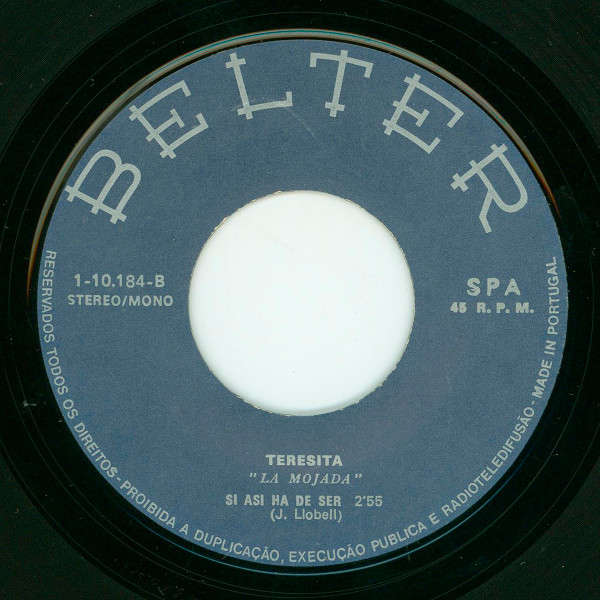 BELTER
1-10.184-B
STEREO/MONO
SPA
45 R. P. M.
TERESITA
"LA MOJADA"
SI ASI HA DE SER 2'55
(J. Llobell)
RESERVADOS TODOS OS DIREITOS - PROIBIDA A DUPLICAÇÃO, EXECUÇÃO PUBLICA E RADIOTELEDIFUSÃO - MADE IN PORTUGAL